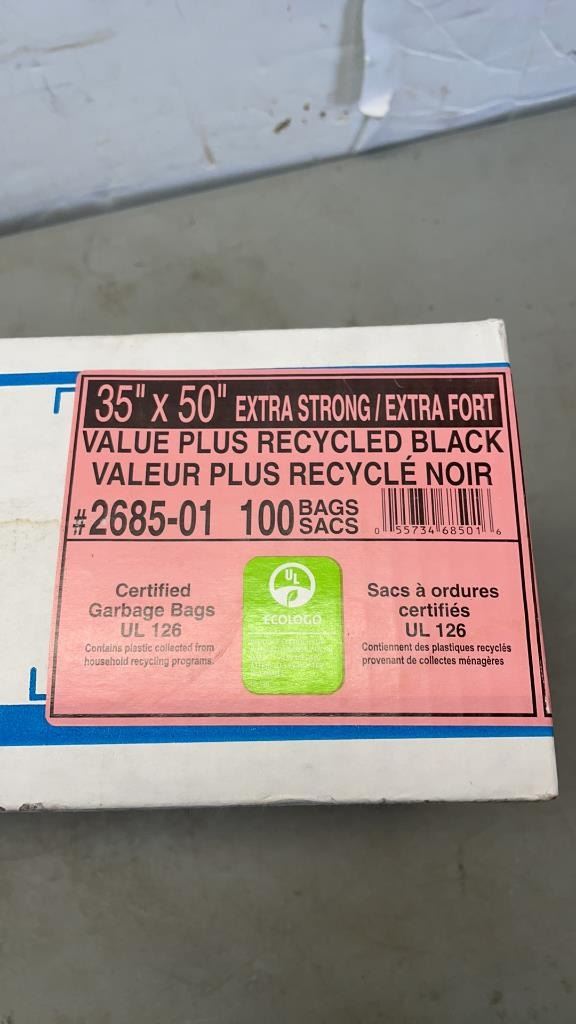 35" x 50" EXTRA STRONG / EXTRA FORT
VALUE PLUS RECYCLED BLACK
VALEUR PLUS RECYCLÉ NOIR
#2685-01 100 BAGS
SACS
0 55734 68501 6
Certified
Garbage Bags
UL 126
Contains plastic collected from
household recycling programs.
UL
ECOLOGO
Sacs à ordures
certifiés
UL 126
Contiennent des plastiques recyclés
provenant de collectes ménagères